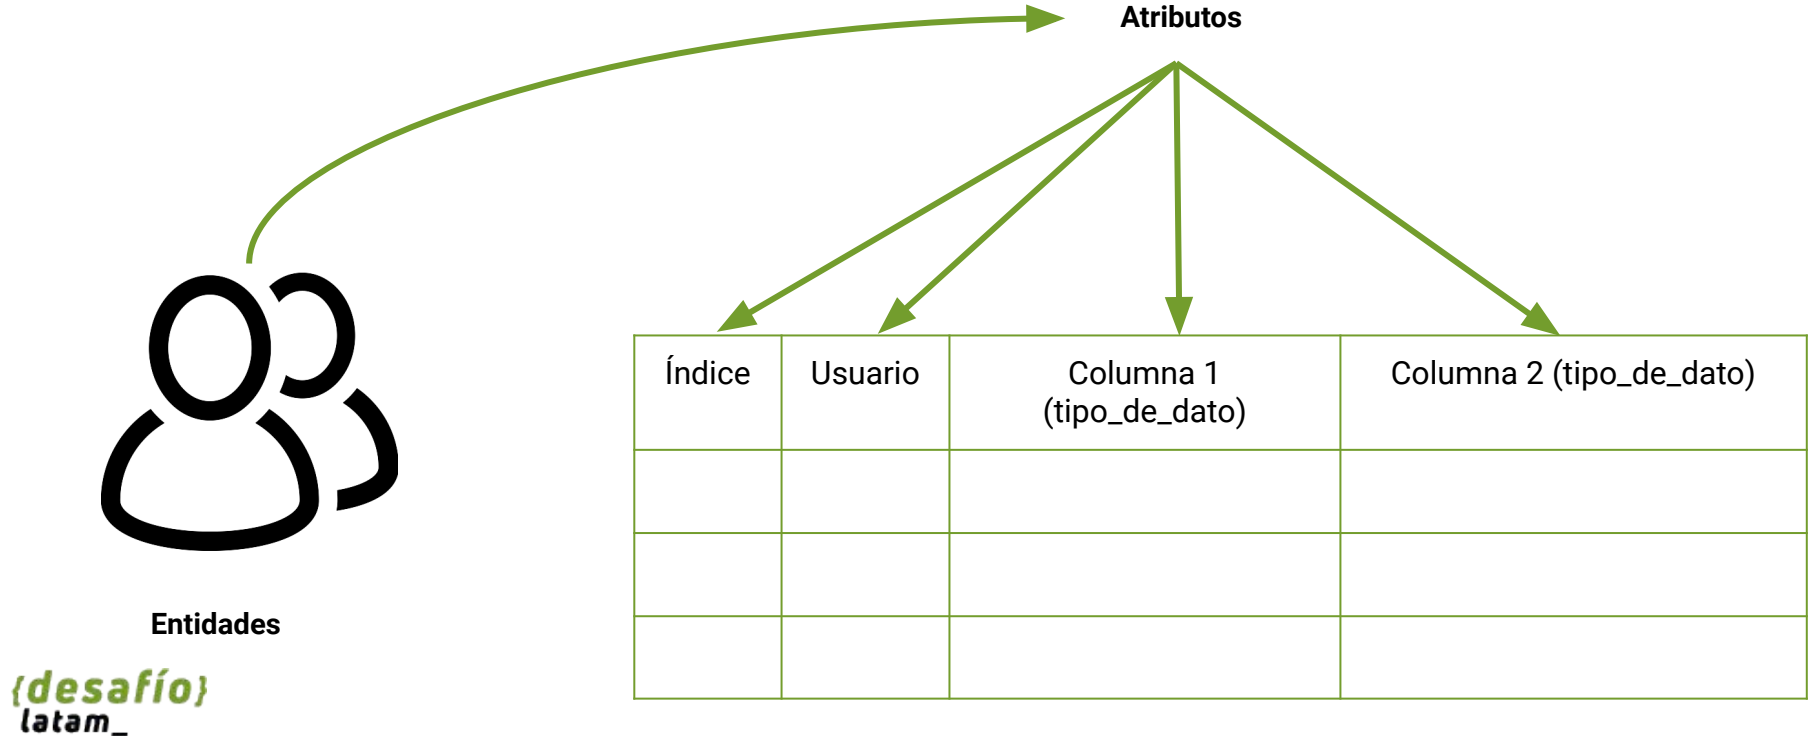 Atributos
Índice
Usuario
Columna 1
(tipo_de_dato)
Columna 2 (tipo_de_dato)
Entidades
{desafío}
latam_